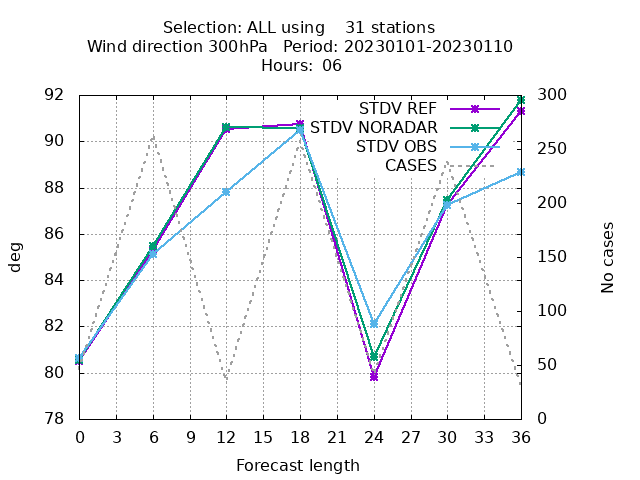 Selection: ALL using    31 stations
Wind direction 300hPa   Period: 20230101-20230110
Hours: 06
STDV REF
STDV NORADAR
STDV OBS
CASES
92
90
88
86
84
82
80
78
300
250
200
150
100
50
0
deg
No cases
0 3 6 9 12 15 18 21 24 27 30 33 36
Forecast length